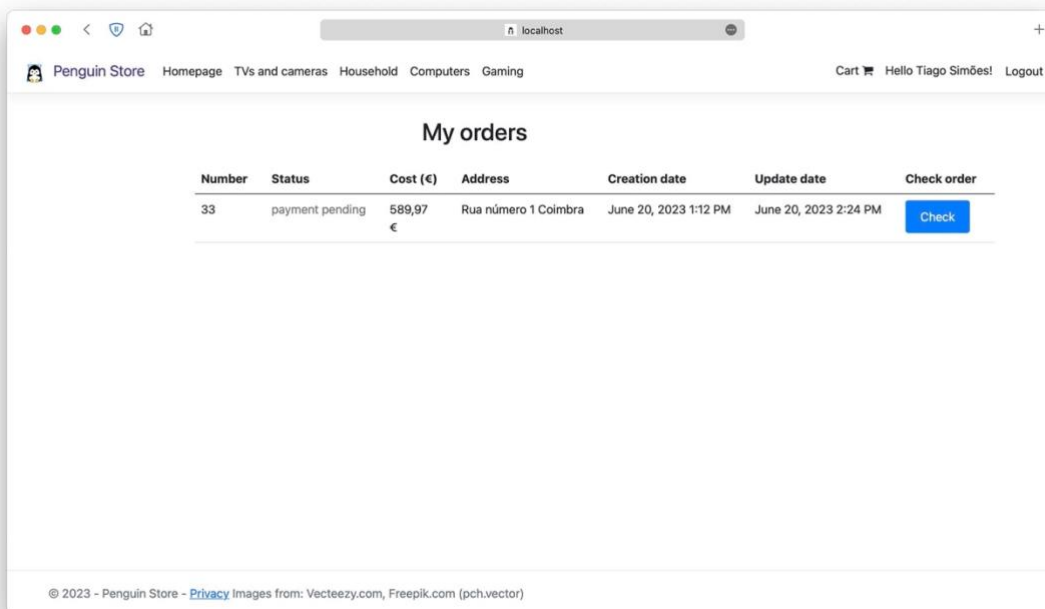 localhost
Penguin Store Homepage TVs and cameras Household Computers Gaming Cart Hello Tiago Simões! Logout
My orders
Number Status Cost (€) Address Creation date Update date Check order
33 payment pending 589,97 Rua número 1 Coimbra June 20, 2023 1:12 PM June 20, 2023 2:24 PM Check
€
© 2023 - Penguin Store - Privacy Images from: Vecteezy.com, Freepik.com (pch.vector)